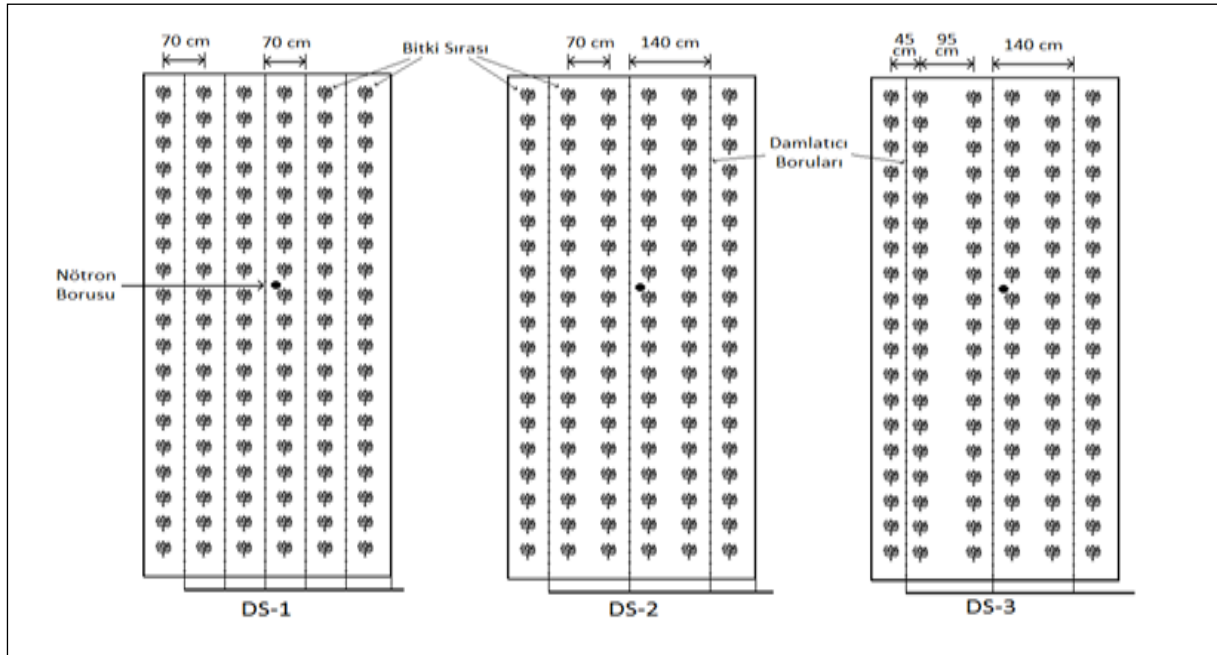 70 cm
70 cm
Bitki Sırası
70 cm
140 cm
45
cm
95
cm
140 cm
Damlatıcı
Boruları
Nötron
Borusu
DS-1
DS-2
DS-3